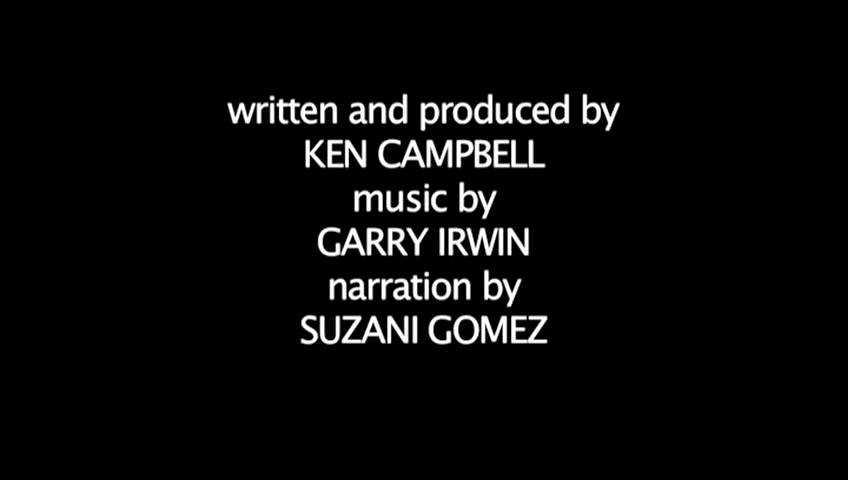 written and produced by
KEN CAMPBELL
music by
GARRY IRWIN
narration by
SUZANI GOMEZ